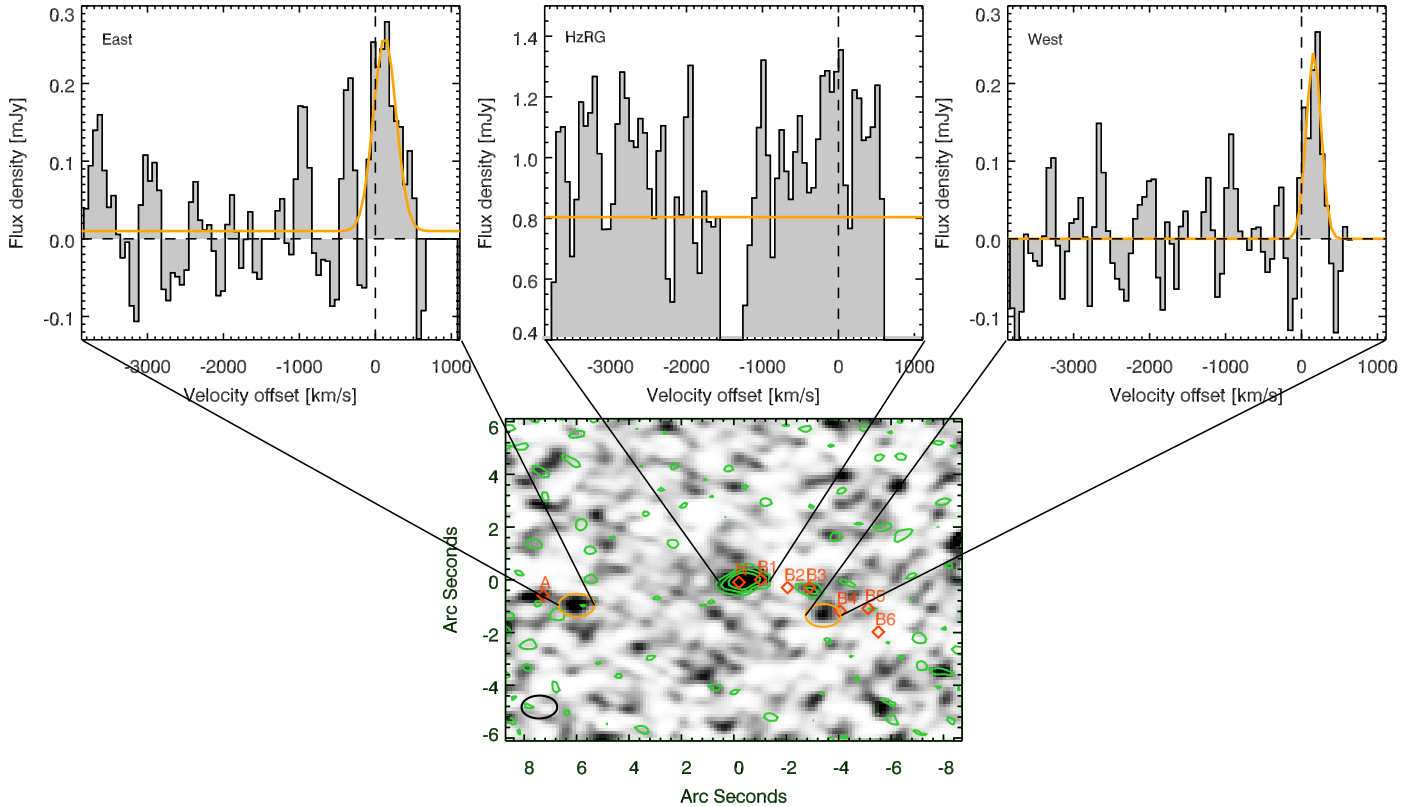 0.3
0.2
0.1
0.0
-0.1
Flux density [mJy]
East
-3000
-2000
-1000
0
1000
Velocity offset [km/s]
1.4
1.2
1.0
0.8
0.6
0.4
Flux density [mJy]
HzRG
-3000
-2000
-1000
0
1000
Velocity offset [km/s]
0.3
0.2
0.1
0.0
-0.1
Flux density [mJy]
West
-3000
-2000
-1000
0
1000
Velocity offset [km/s]
6
4
2
0
-2
-4
-6
Arc Seconds
A
B1
B2
B3
B4
B5
B6
8
6
4
2
0
-2
-4
-6
-8
Arc Seconds